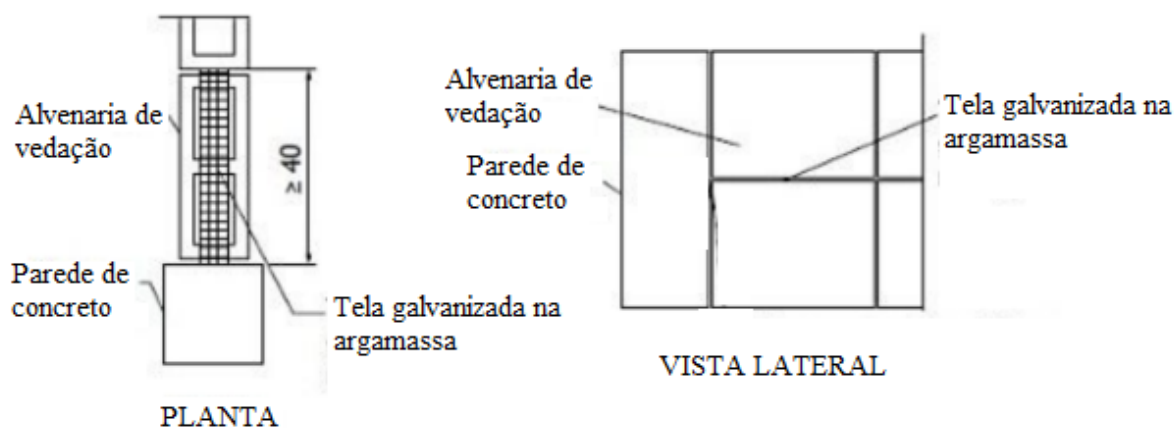 Alvenaria de
vedação
≥ 40
Parede de
concreto
Tela galvanizada na
argamassa
PLANTA
Alvenaria de
vedação
Parede de
concreto
Tela galvanizada na
argamassa
VISTA LATERAL